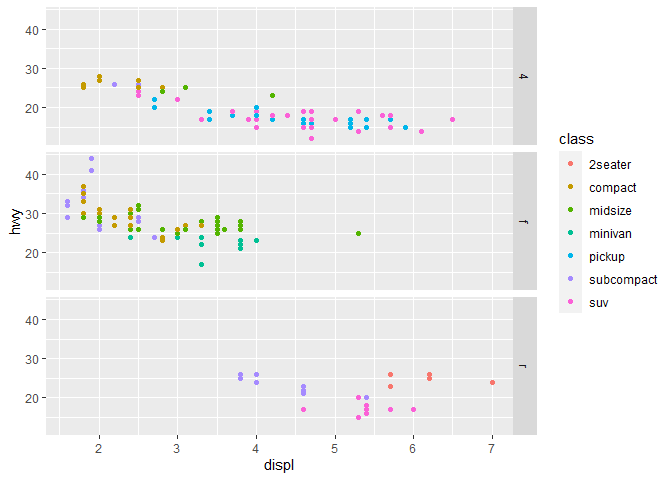 hwy
40
30
20
4
40
30
20
f
40
30
20
r
2 3 4 5 6 7
displ
class
2seater
compact
midsize
minivan
pickup
subcompact
suv